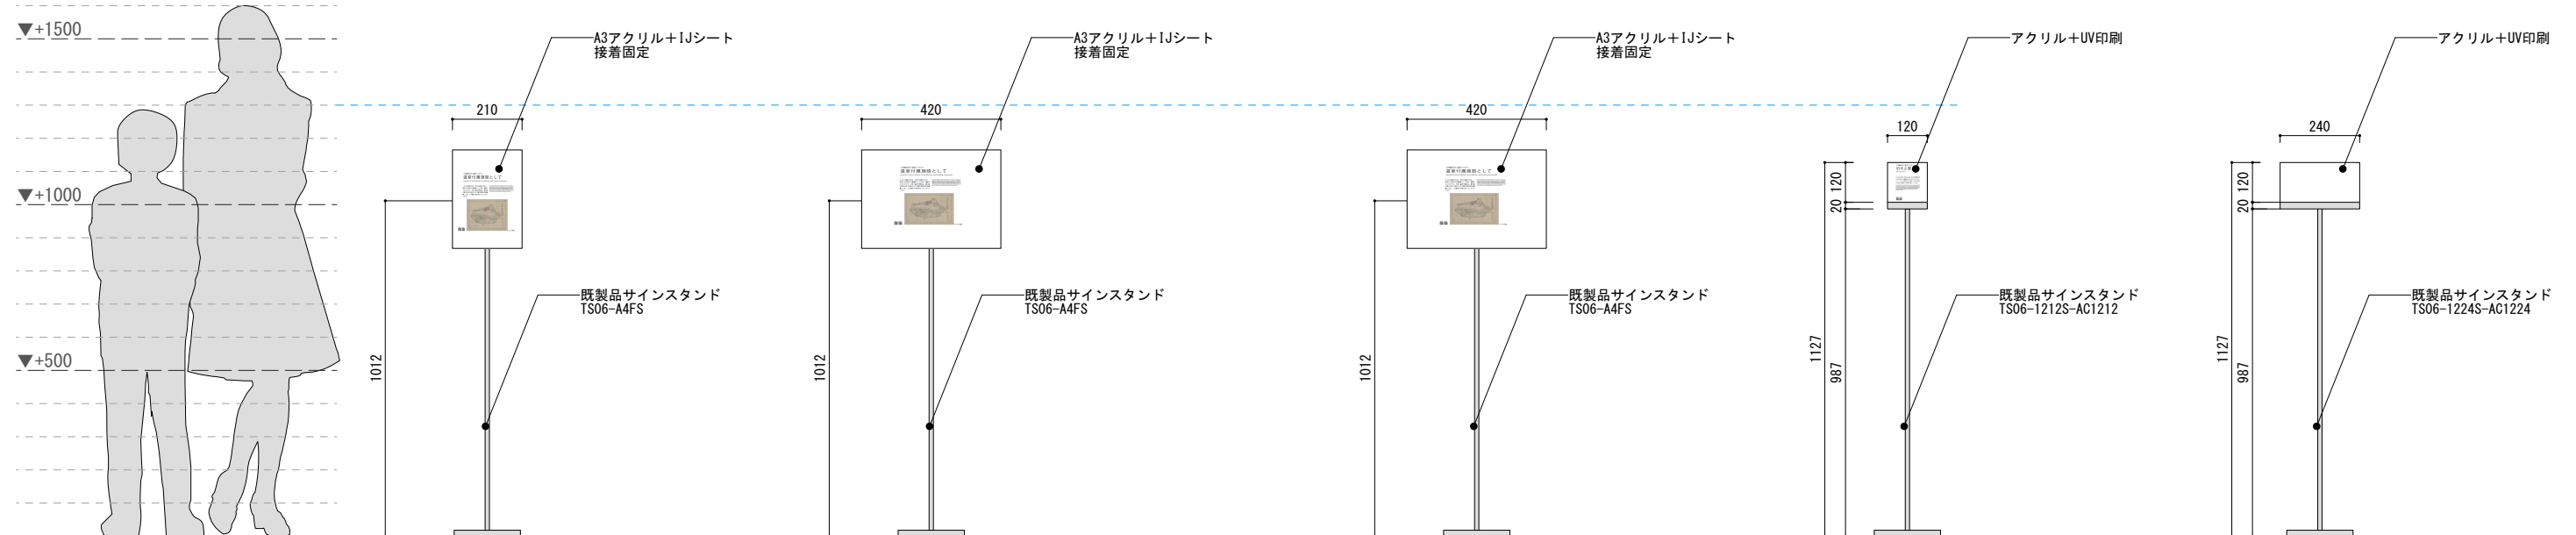 ▼+1500
▼+1000
▼+500
A3アクリル+IJシート
接着固定
210
1012
既製品サインスタンド
TS06-A4FS
A3アクリル+IJシート
接着固定
420
1012
既製品サインスタンド
TS06-A4FS
A3アクリル+IJシート
接着固定
420
1012
既製品サインスタンド
TS06-A4FS
アクリル+UV印刷
120
120
20
1127
987
既製品サインスタンド
TS06-1212S-AC1212
アクリル+UV印刷
240
120
20
1127
987
既製品サインスタンド
TS06-1224S-AC1224